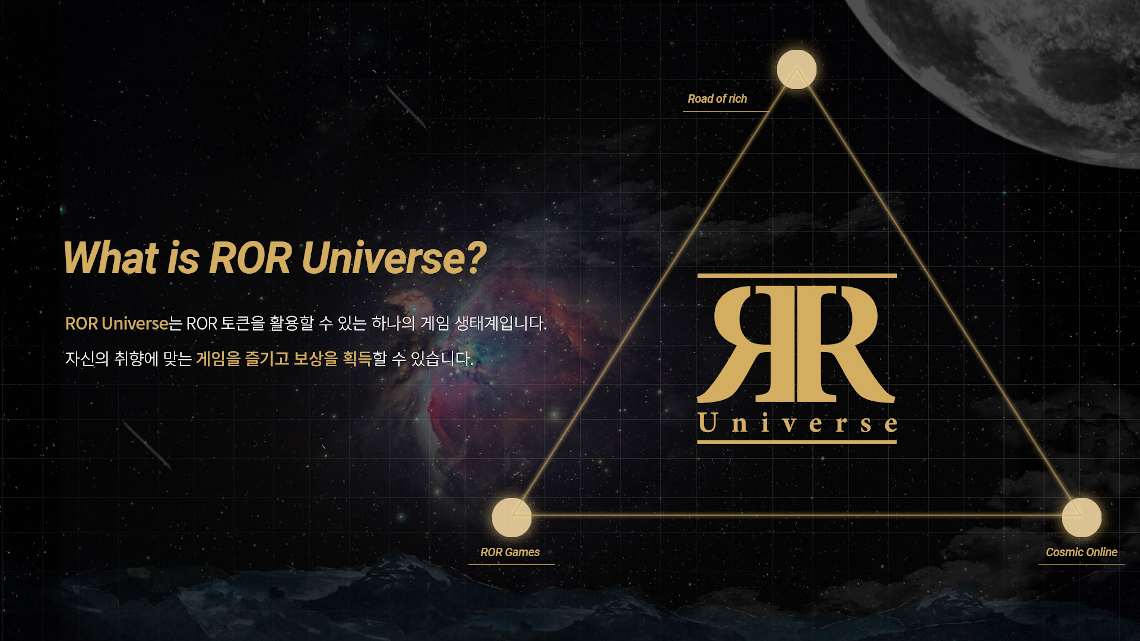 Road of rich
What is ROR Universe?
ROR Universe는 ROR 토큰을 활용할 수 있는 하나의 게임 생태계입니다.
자신의 취향에 맞는 게임을 즐기고 보상을 획득할 수 있습니다.
RR
Universe
ROR Games
Cosmic Online